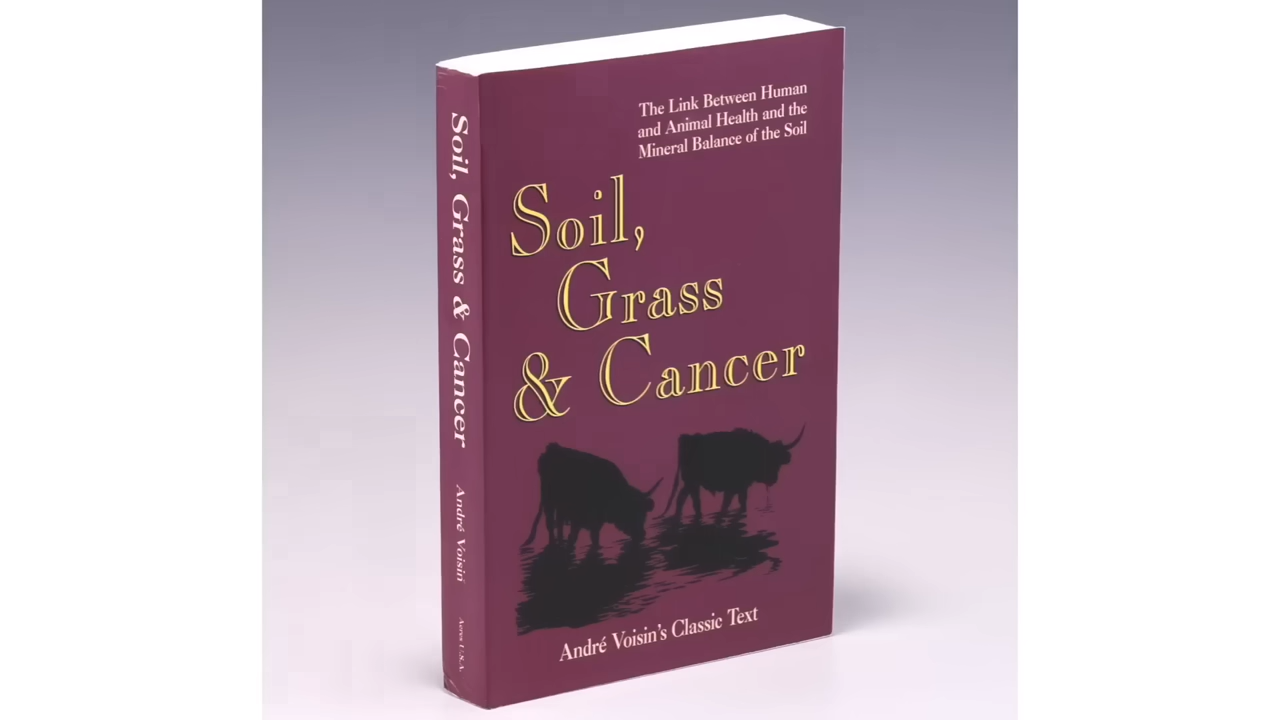 The Link Between Human
and Animal Health and the
Mineral Balance of the Soil
Soil,
Grass
& Cancer
André Voisin's Classic Text
Soil, Grass & Cancer
André Voisin
Acres U.S.A.